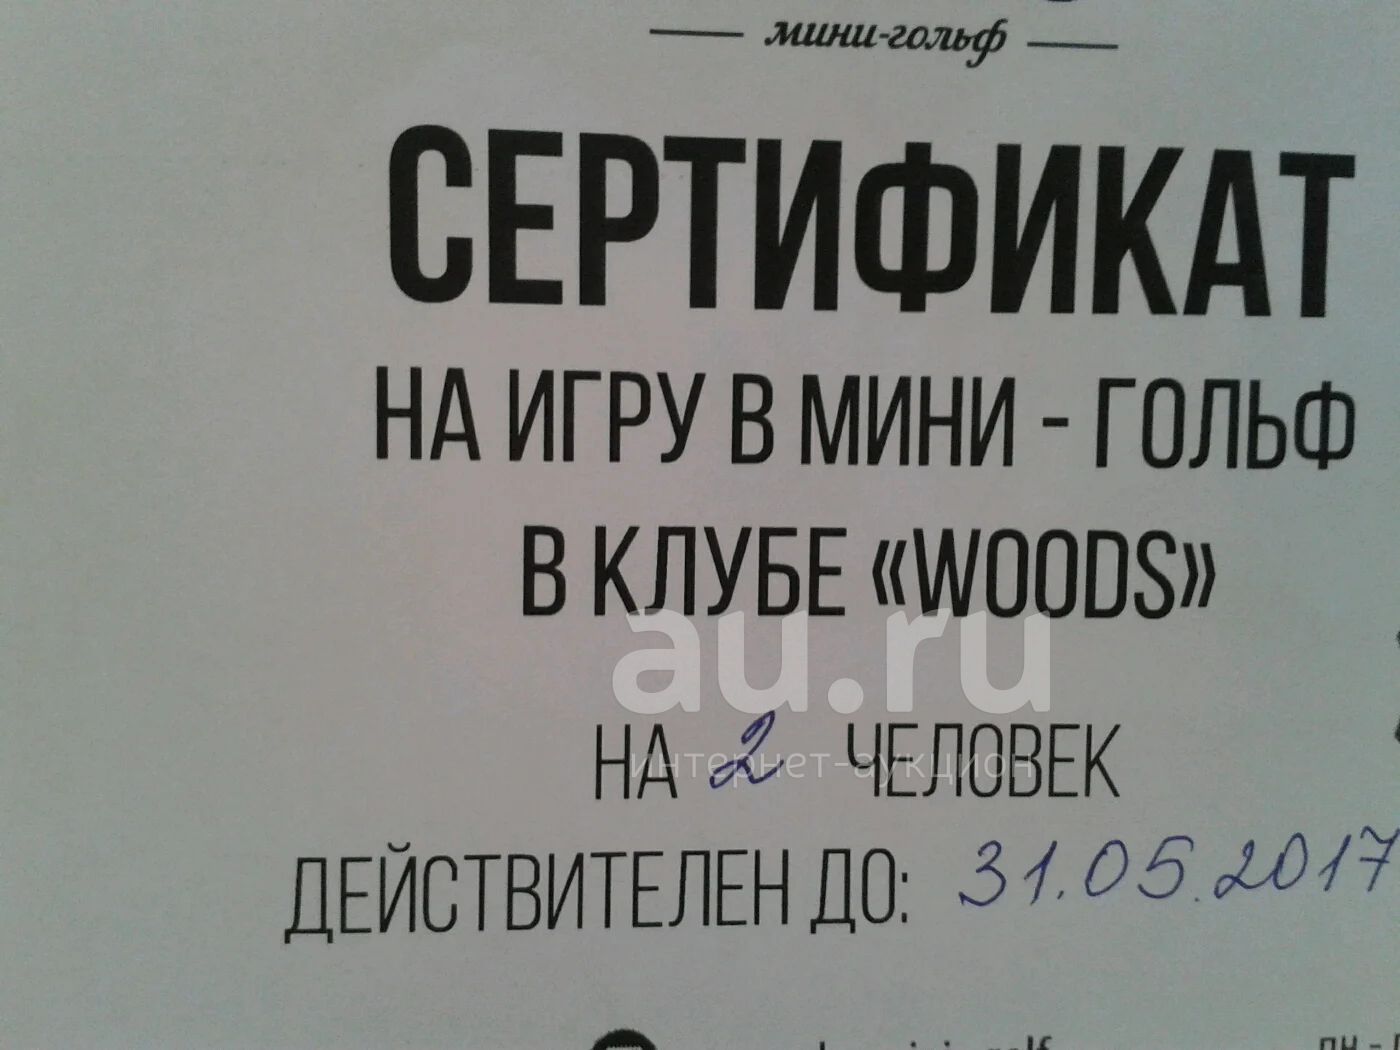 мини-гольф
СЕРТИФИКАТ
НА ИГРУ В МИНИ - ГОЛЬФ
В КЛУБЕ «WOODS»
au.ru
НА 2 ЧЕЛОВЕК
интернет-аукцион
ДЕЙСТВИТЕЛЕН ДО: 31.05.2017